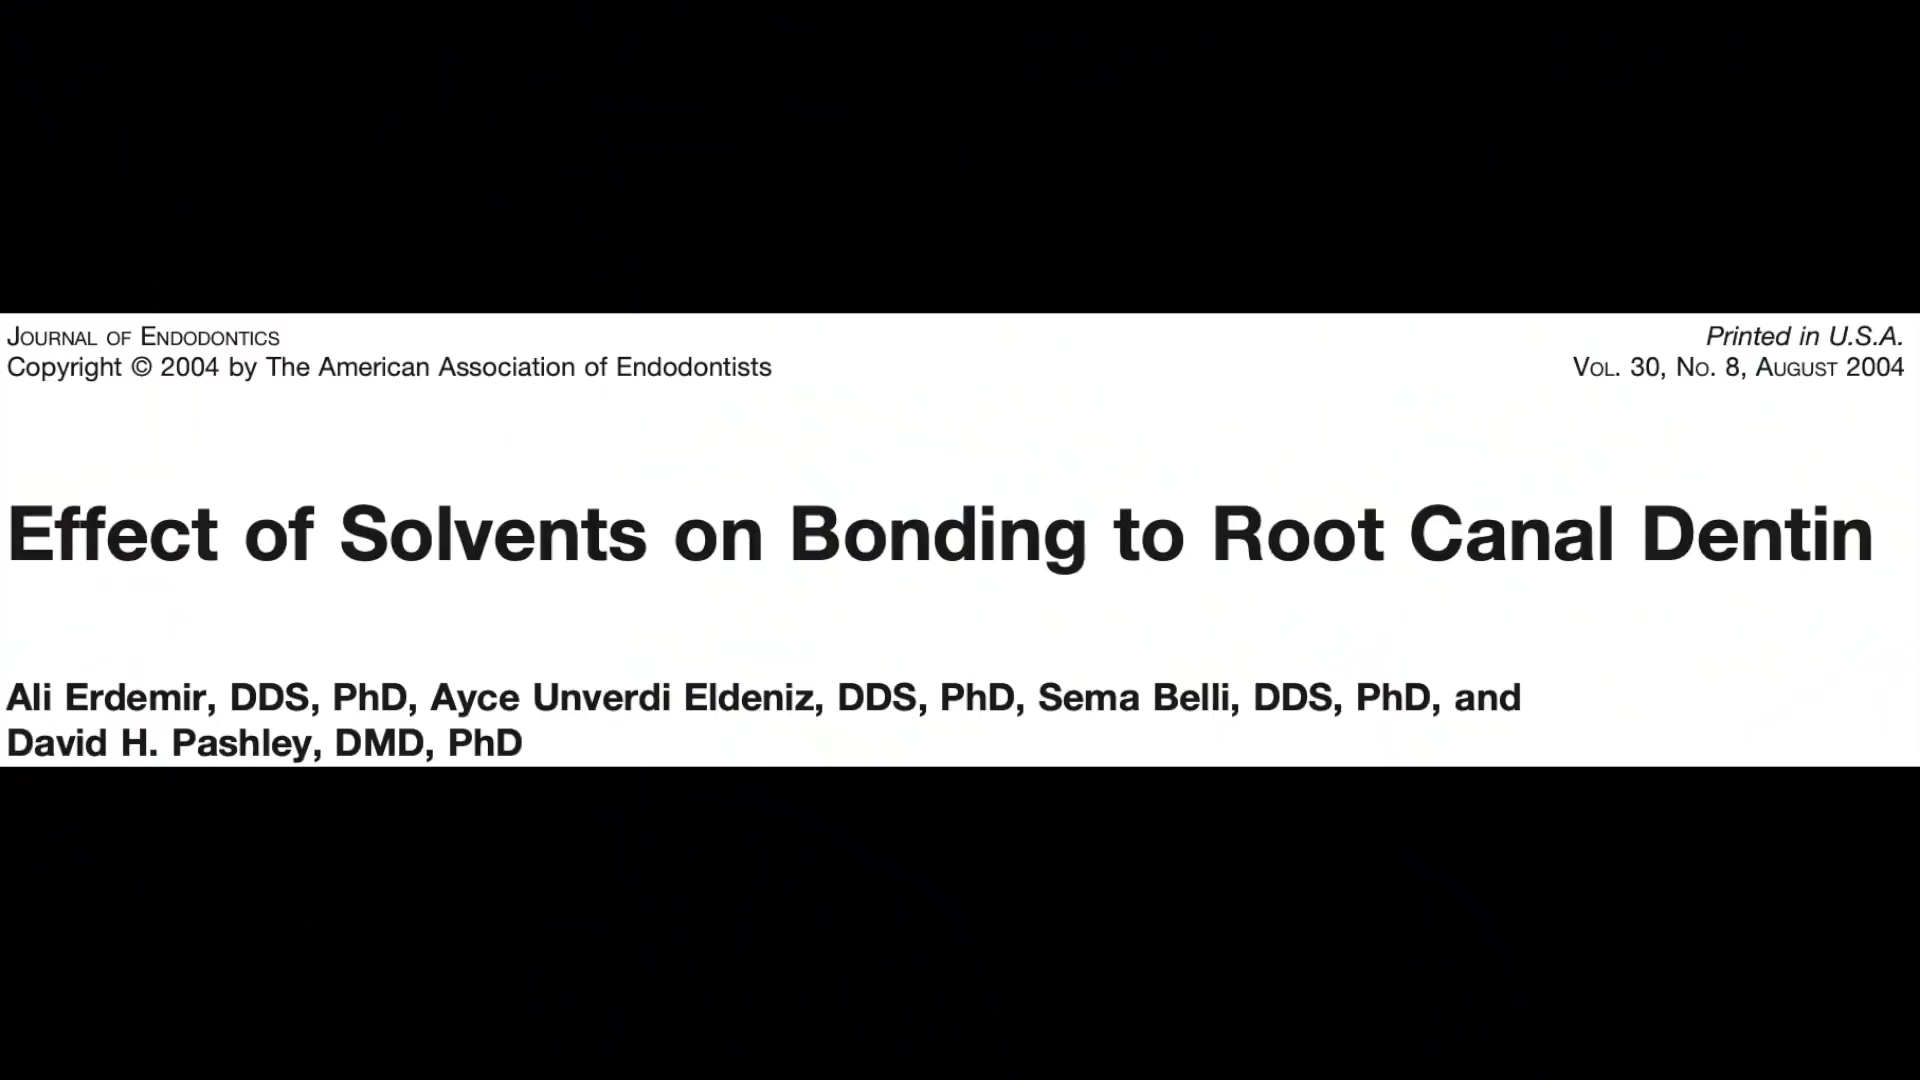 Journal of Endodontics
Copyright © 2004 by The American Association of Endodontists
Printed in U.S.A.
Vol. 30, No. 8, August 2004
Effect of Solvents on Bonding to Root Canal Dentin
Ali Erdemir, DDS, PhD, Ayce Unverdi Eldeniz, DDS, PhD, Sema Belli, DDS, PhD, and
David H. Pashley, DMD, PhD